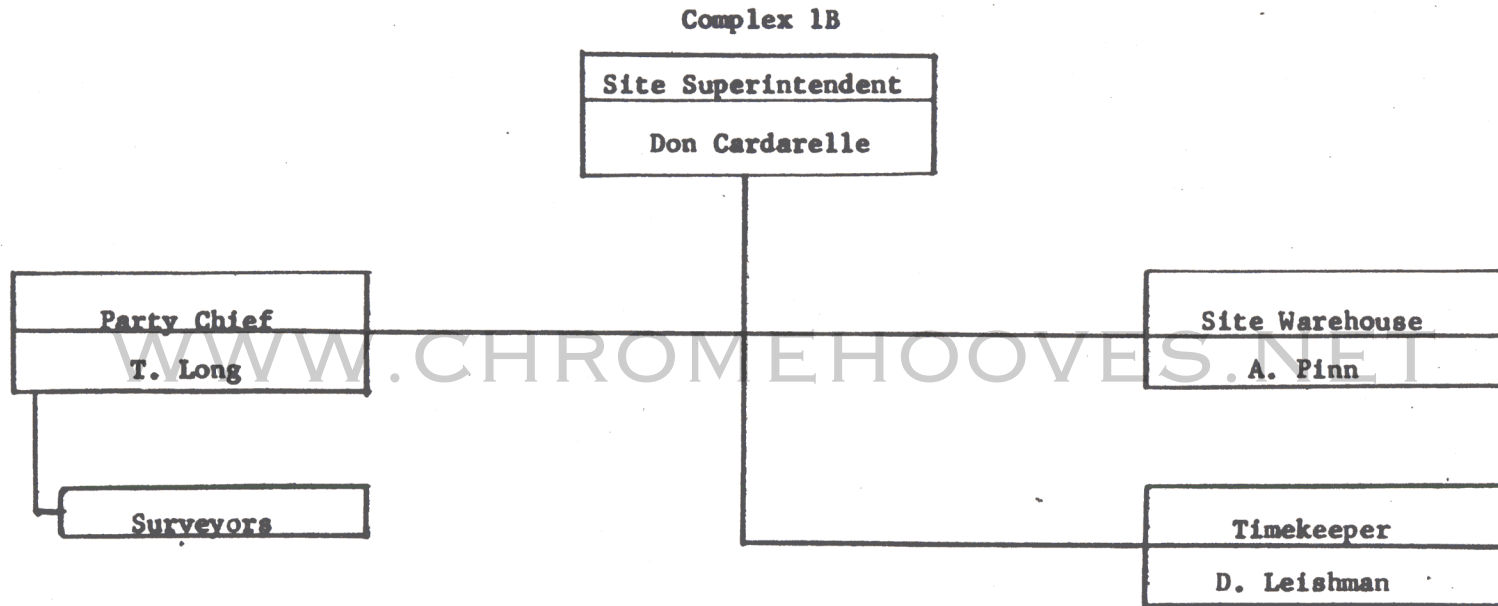 Complex 1B
Site Superintendent
Don Cardarelle
Party Chief
T. Long
Site Warehouse
A. Pinn
WWW.CHROMEHOOVES.NET
Surveyors
Timekeeper
D. Leishman